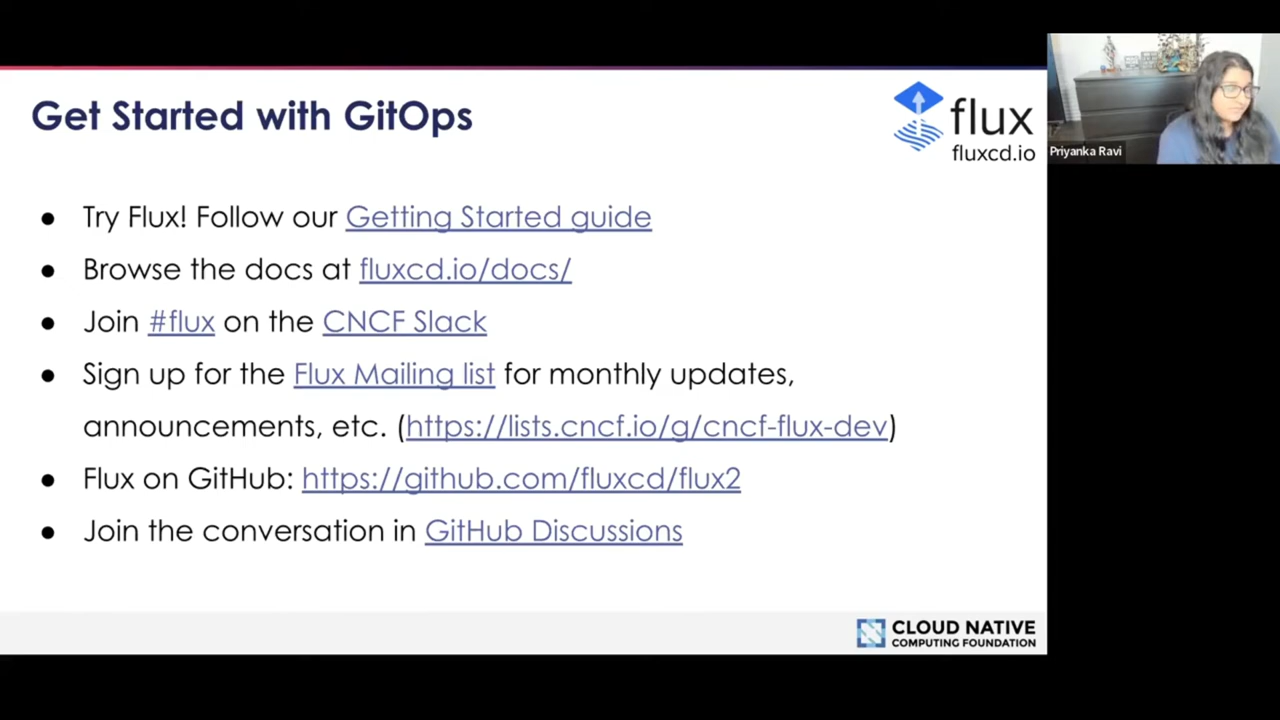 Get Started with GitOps
flux
fluxcd.io
Priyanka Ravi
● Try Flux! Follow our Getting Started guide
● Browse the docs at fluxcd.io/docs/
● Join #flux on the CNCF Slack
● Sign up for the Flux Mailing list for monthly updates,
announcements, etc. (https://lists.cncf.io/g/cncf-flux-dev)
● Flux on GitHub: https://github.com/fluxcd/flux2
● Join the conversation in GitHub Discussions
CLOUD NATIVE
COMPUTING FOUNDATION